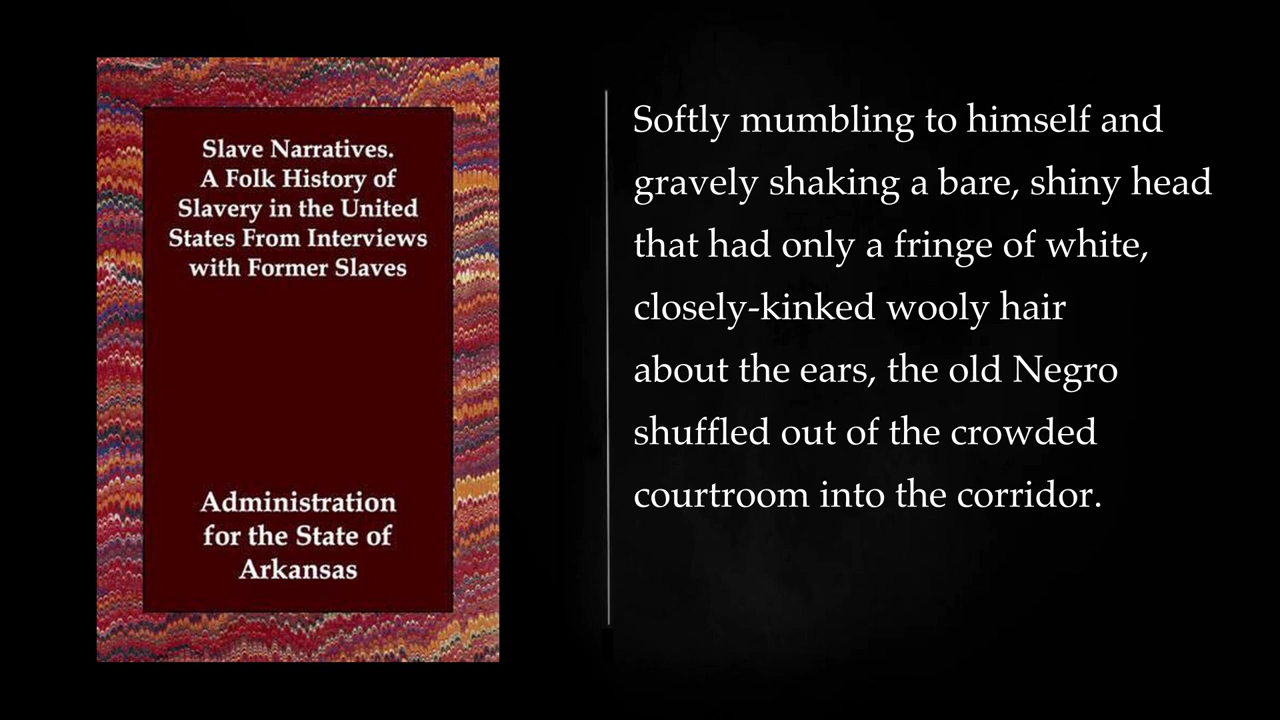 Slave Narratives.
A Folk History of
Slavery in the United
States From Interviews
with Former Slaves
Administration
for the State of
Arkansas
Softly mumbling to himself and
gravely shaking a bare, shiny head
that had only a fringe of white,
closely-kinked wooly hair
about the ears, the old Negro
shuffled out of the crowded
courtroom into the corridor.